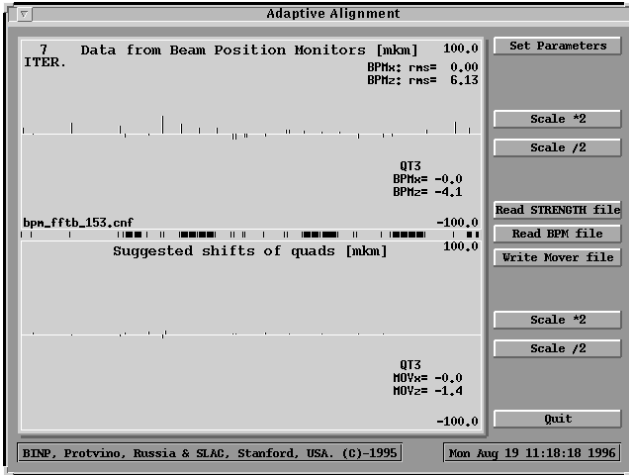 Adaptive Alignment
7 Data from Beam Position Monitors [mkm] 100.0
ITER.
BPMx: rms= 0.00
BPMz: rms= 6.13
QT3
BPMx= -0.0
BPMz= -4.1
bpm_fftb_153.cnf -100.0
Suggested shifts of quads [mkm] 100.0
QT3
MOVx= -0.0
MOVz= -1.4
-100.0
Set Parameters
Scale *2
Scale /2
Read STRENGTH file
Read BPM file
Write Mover file
Scale *2
Scale /2
Quit
BINP, Protvino, Russia & SLAC, Stanford, USA. (C)-1995
Mon Aug 19 11:18:18 1996